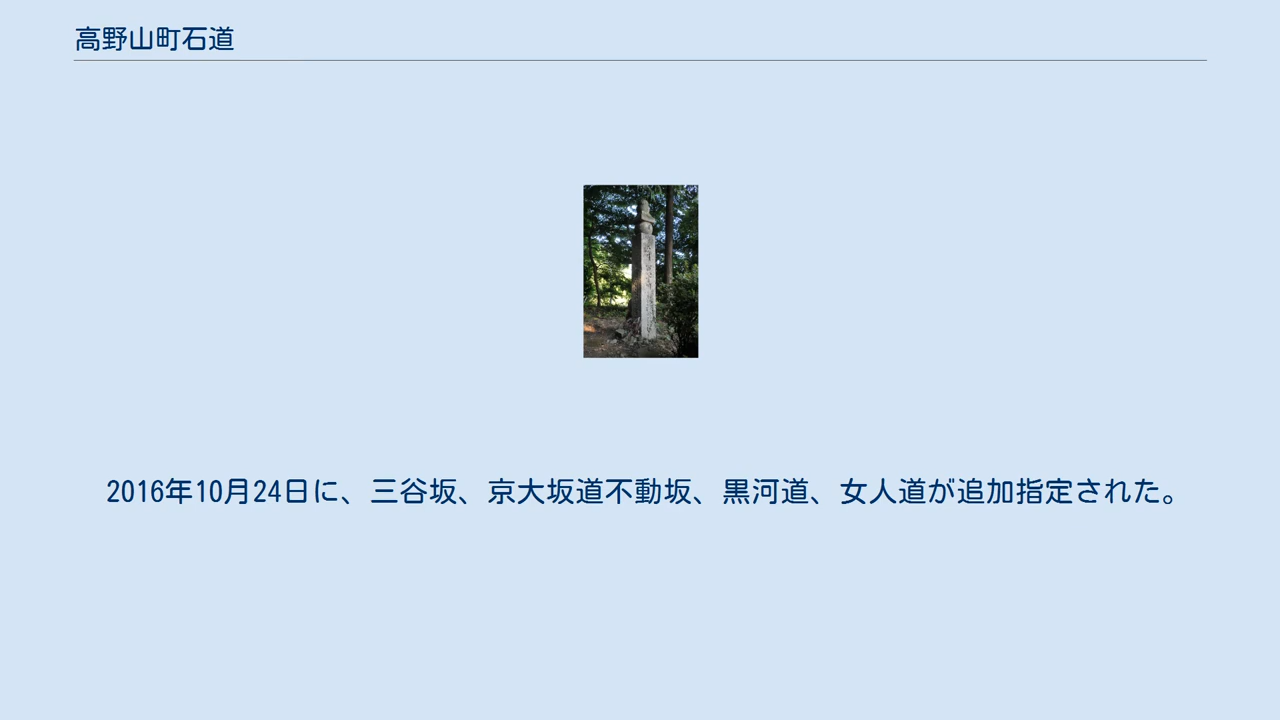 高野山町石道
2016年10月24日に、三谷坂、京大坂道不動坂、黒河道、女人道が追加指定された。